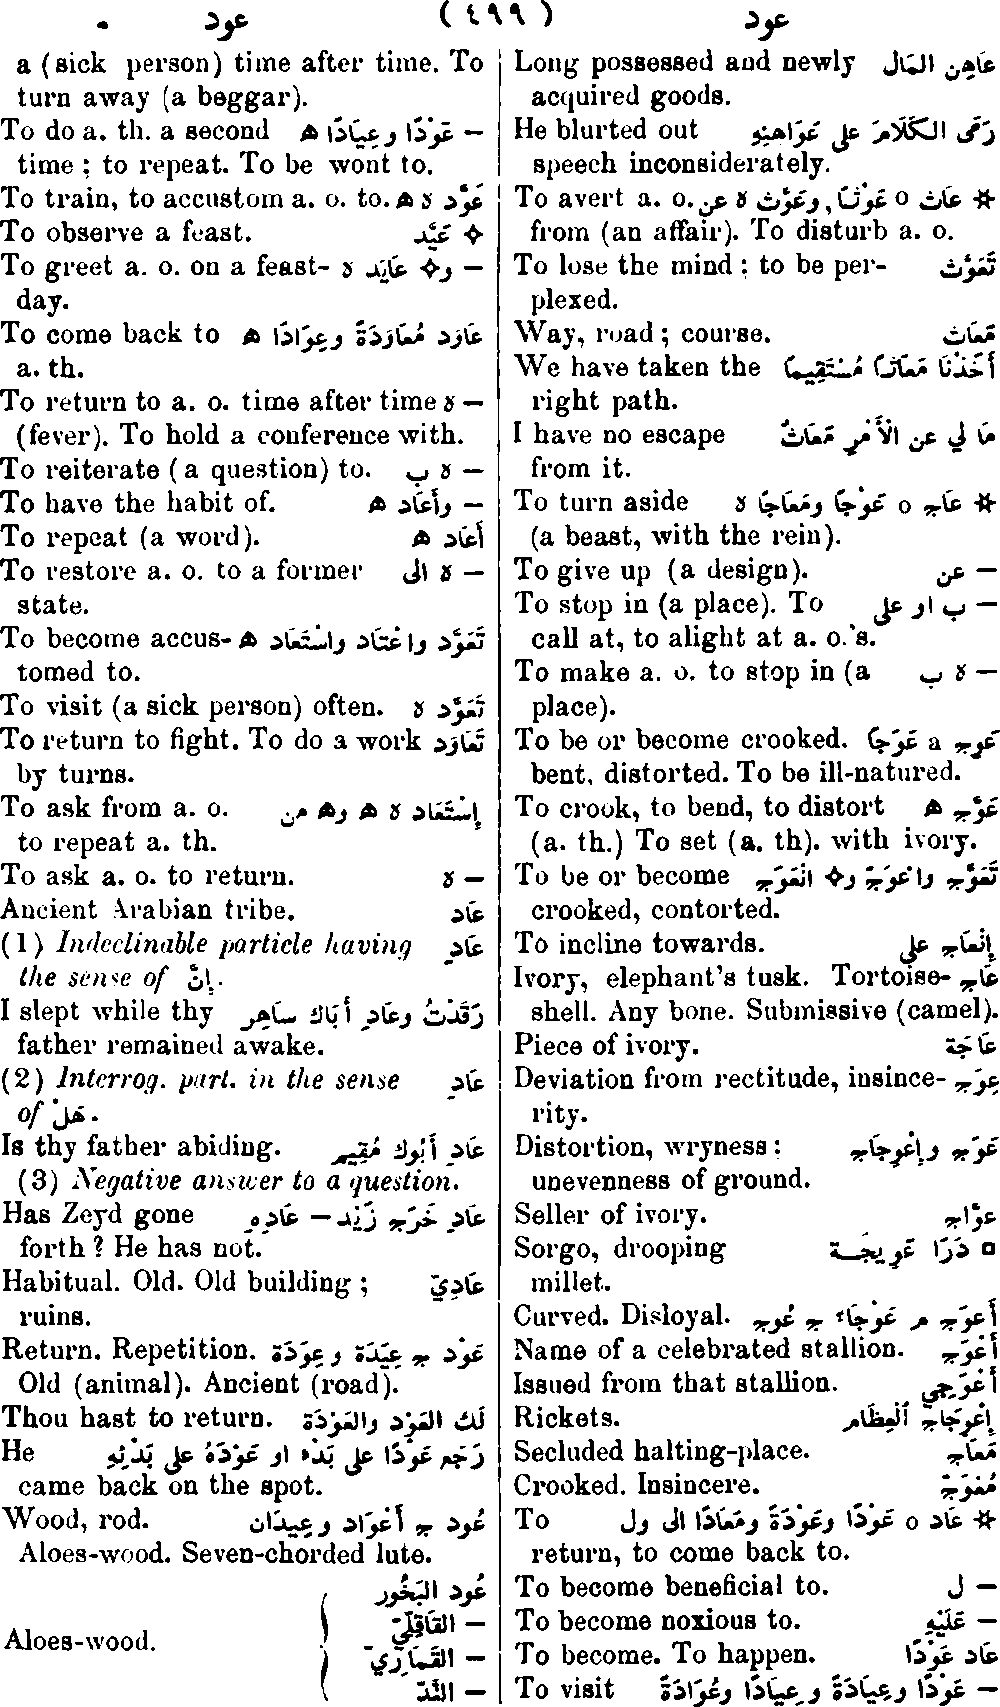 عود (٤٩٩) عود
Long possessed and newly عَاهِن المَال
acquired goods.
He blurted out رَمَى الكَلَامَ عَلى عَوَاهِنِهِ
speech inconsiderately.
To avert a. o. ✲ عَاث o عَوْثًا, وعَوَّث ه عن
from (an affair). To disturb a. o.
To lose the mind; to be per- تَعَوَّث
plexed.
Way, road; course. مَعَاث
We have taken the أَخَذْنَا مَعَاثًا مُسْتَقِيمًا
right path.
I have no escape مَا لي عن الأَمْرِ مَعَاثٌ
from it.
To turn aside ✲ عَاج o عَوْجًا ومَعَاجًا ه
(a beast, with the rein).
To give up (a design). — عن
To stop in (a place). To — ب او على
call at, to alight at a. o.'s.
To make a. o. to stop in (a — ه ب
place).
To be or become crooked. عَوِج a عَوَجًا
bent, distorted. To be ill-natured.
To crook, to bend, to distort عَوَّج ه
(a. th.) To set (a. th). with ivory.
To be or become تَعَوَّج واعْوَجَّ و✧ انْعَوَج
crooked, contorted.
To incline towards. إِنْعَاج على
Ivory, elephant's tusk. Tortoise- عَاج
shell. Any bone. Submissive (camel).
Piece of ivory. عَاجَة
Deviation from rectitude, insince- عِوَج
rity.
Distortion, wryness: عَوَج وإِعْوِجَاج
unevenness of ground.
Seller of ivory. عَوَّاج
Sorgo, drooping □ ذَرَا عَوِيجَة
millet.
Curved. Disloyal. أَعْوَج م عَوْجَاء ج عُوج
Name of a celebrated stallion. أَعْوَج
Issued from that stallion. أَعْوَجِي
Rickets. إِعْوِجَاج الْعِظَام
Secluded halting-place. مَعَاج
Crooked. Insincere. مُعْوَجّ
To ✲ عَاد o عَوْدًا وعَوْدَةً ومَعَادًا الى ول
return, to come back to.
To become beneficial to. — ل
To become noxious to. — عَلَيْهِ
To become. To happen. عَاد عَوْدًا
To visit — عَوْدًا وعِيَادَةً وعِيَادًا وعُوَادَةً
a (sick person) time after time. To
turn away (a beggar).
To do a. th. a second — عَوْدًا وعِيَادًا ه
time; to repeat. To be wont to.
To train, to accustom a. o. to. عَوَّد ه ه
To observe a feast. ✧ عَيَّد
To greet a. o. on a feast- — و✧ عَايَد ه
day.
To come back to عَاوَد مُعَاوَدَةً وعِوَادًا ه
a. th.
To return to a. o. time after time — ه
(fever). To hold a conference with.
To reiterate (a question) to. — ه ب
To have the habit of. — وأَعَاد ه
To repeat (a word). أَعَاد ه
To restore a. o. to a former — ه الى
state.
To become accus- تَعَوَّد واعْتَاد واسْتَعَاد ه
tomed to.
To visit (a sick person) often. تَعَوَّد ه
To return to fight. To do a work تَعَاوَد
by turns.
To ask from a. o. إِسْتَعَاد ه ه وه من
to repeat a. th.
To ask a. o. to return. — ه
Ancient Arabian tribe. عَاد
(1) Indeclinable particle having عَادِ
the sense of إِنَّ.
I slept while thy رَقَدْتُ وعَادِ أَبَاكَ سَاهِر
father remained awake.
(2) Interrog. part. in the sense عَادِ
of هَلْ.
Is thy father abiding. عَادِ أَبُوكَ مُقِيم
(3) Negative answer to a question.
Has Zeyd gone عَادِ خَرَج زَيْد — عَادِهِ
forth? He has not.
Habitual. Old. Old building; عَادِيّ
ruins.
Return. Repetition. عَوْد ج عِيَدَة وعِوَدَة
Old (animal). Ancient (road).
Thou hast to return. لَكَ العَوْد والعَوْدَة
He رَجَع عَوْدًا عَلى بَدْء او عَوْدَهُ على بَدْئِهِ
came back on the spot.
Wood, rod. عُود ج أَعْوَاد وعِيدَان
Aloes-wood. Seven-chorded lute.
عُود البَخُور
— القَاقُلِّيّ
Aloes-wood.
— القَمَارِيّ
— النَّدّ